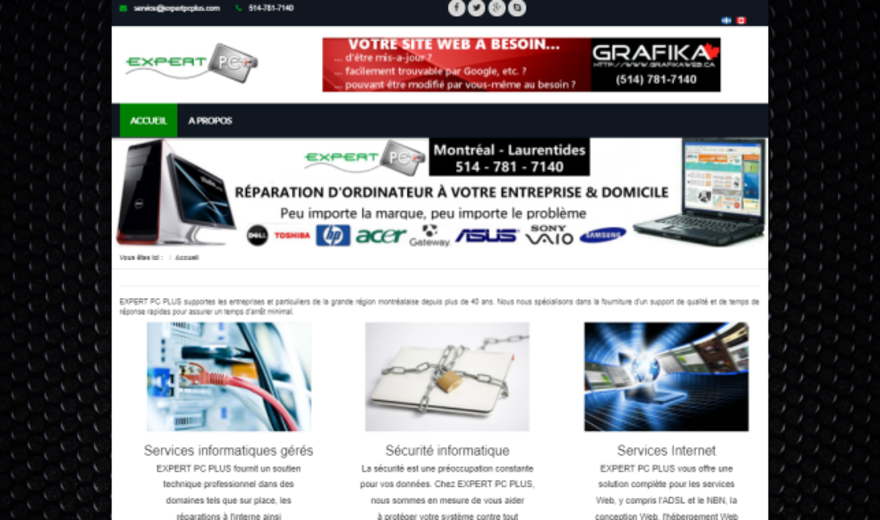 service@expertpcplus.com 514-781-7140
EXPERT PC+
VOTRE SITE WEB A BESOIN...
... d'être mis-a-jour ?
... facilement trouvable par Google, etc. ?
... pouvant-être modifié par vous-même au besoin ?
GRAFIKA
HTTP://WWW.GRAFIKAWEB.CA
(514) 781-7140
ACCUEIL A PROPOS
EXPERT PC+
Montréal - Laurentides
514 - 781 - 7140
RÉPARATION D'ORDINATEUR À VOTRE ENTREPRISE & DOMICILE
Peu importe la marque, peu importe le problème
DELL TOSHIBA hp acer Gateway ASUS SONY VAIO SAMSUNG
Vous êtes ici : / Accueil
EXPERT PC PLUS supportes les entreprises et particuliers de la grande région montréalaise depuis plus de 40 ans. Nous nous spécialisons dans la fourniture d'un support de qualité et de temps de
réponse rapides pour assurer un temps d'arrêt minimal.
Services informatiques gérés
EXPERT PC PLUS fournit un soutien
technique professionnel dans des
domaines tels que sur place, les
réparations à l'interne ainsi
Sécurité informatique
La sécurité est une préoccupation constante
pour vos données. Chez EXPERT PC PLUS,
nous sommes en mesure de vous aider
à protéger votre système contre tout
Services Internet
EXPERT PC PLUS vous offre une
solution complète pour les services
Web, y compris l'ADSL et le NBN, la
conception Web, l'hébergement Web